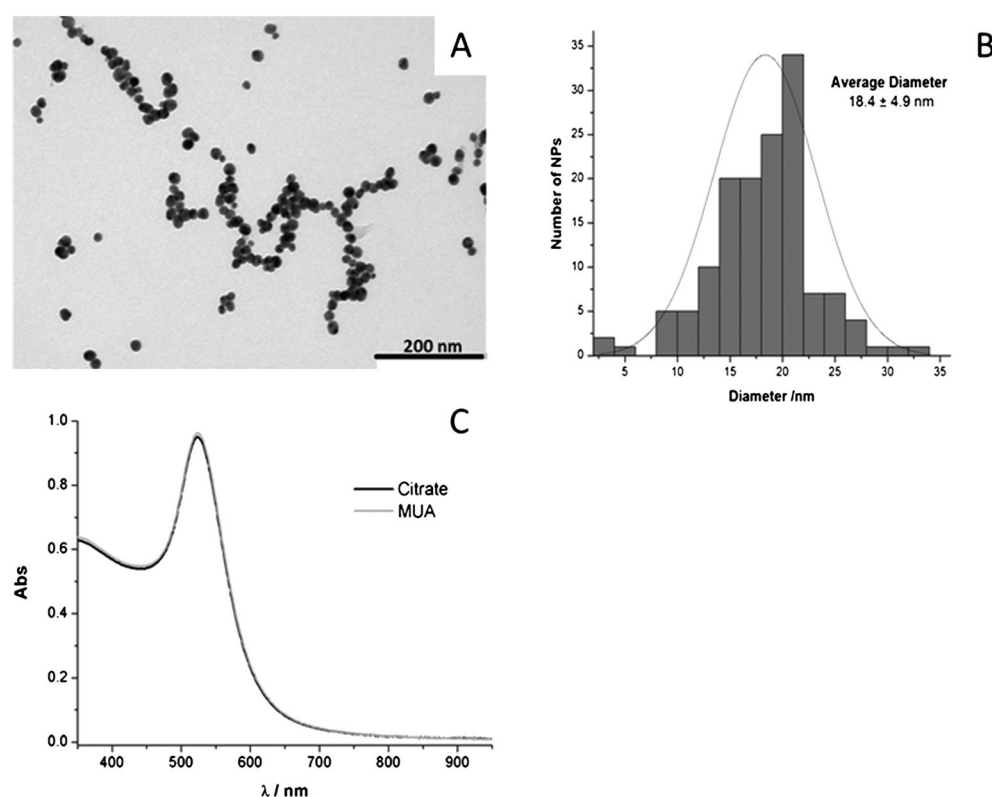 A
200 nm
B
Average Diameter
18.4 ± 4.9 nm
Number of NPs
35
30
25
20
15
10
5
0
5 10 15 20 25 30 35
Diameter /nm
C
Citrate
MUA
Abs
1.0
0.8
0.6
0.4
0.2
0.0
400 500 600 700 800 900
λ / nm